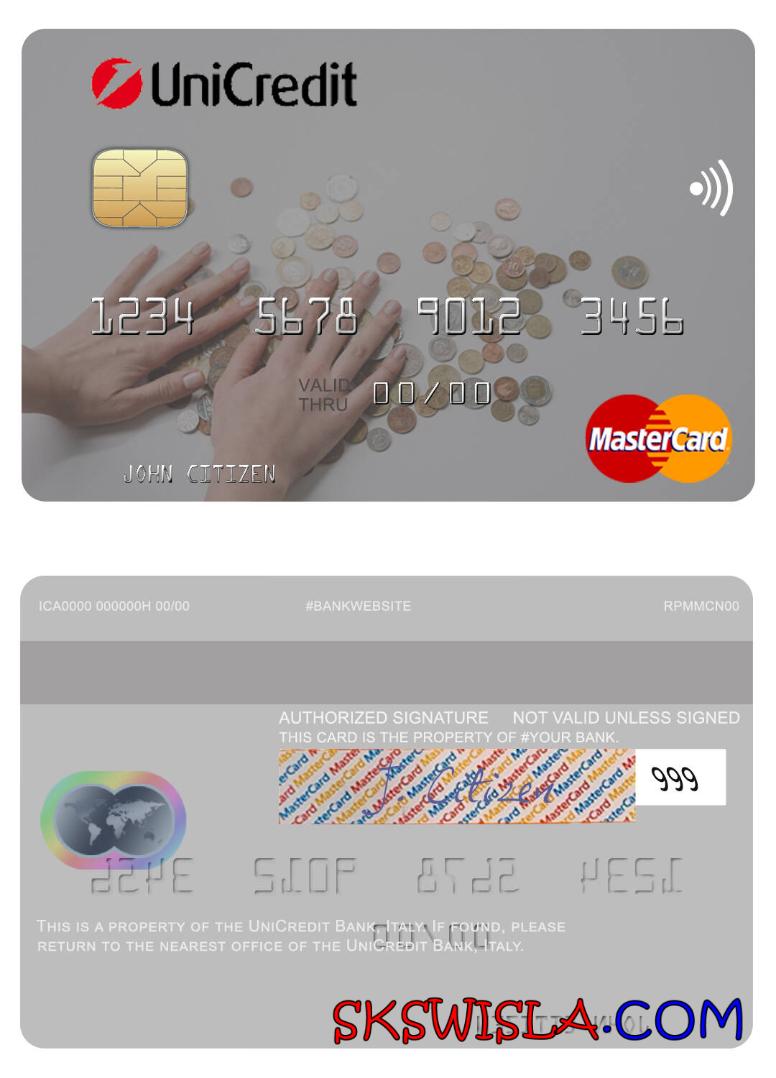 UniCredit
1234 5678 9012 3456
VALID THRU 00/00
MasterCard
JOHN CITIZEN
ICA0000 000000H 00/00 #BANKWEBSITE RPMMCN00
AUTHORIZED SIGNATURE NOT VALID UNLESS SIGNED
THIS CARD IS THE PROPERTY OF #YOUR BANK.
J. Citizen 999
THIS IS A PROPERTY OF THE UNICREDIT BANK, ITALY. IF FOUND, PLEASE
RETURN TO THE NEAREST OFFICE OF THE UNICREDIT BANK, ITALY.
SKSWISLA.COM